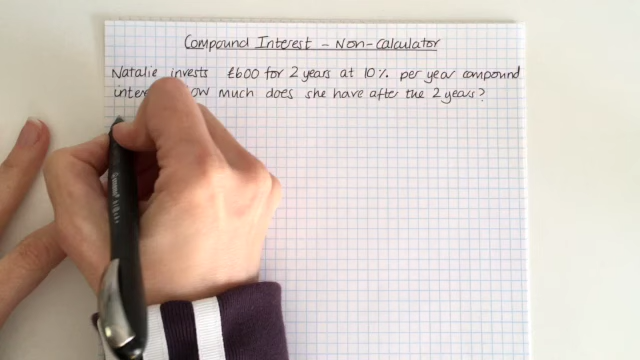 Compound Interest - Non-calculator
Natalie invests £600 for 2 years at 10% per year compound
much does she have after the 2 years?